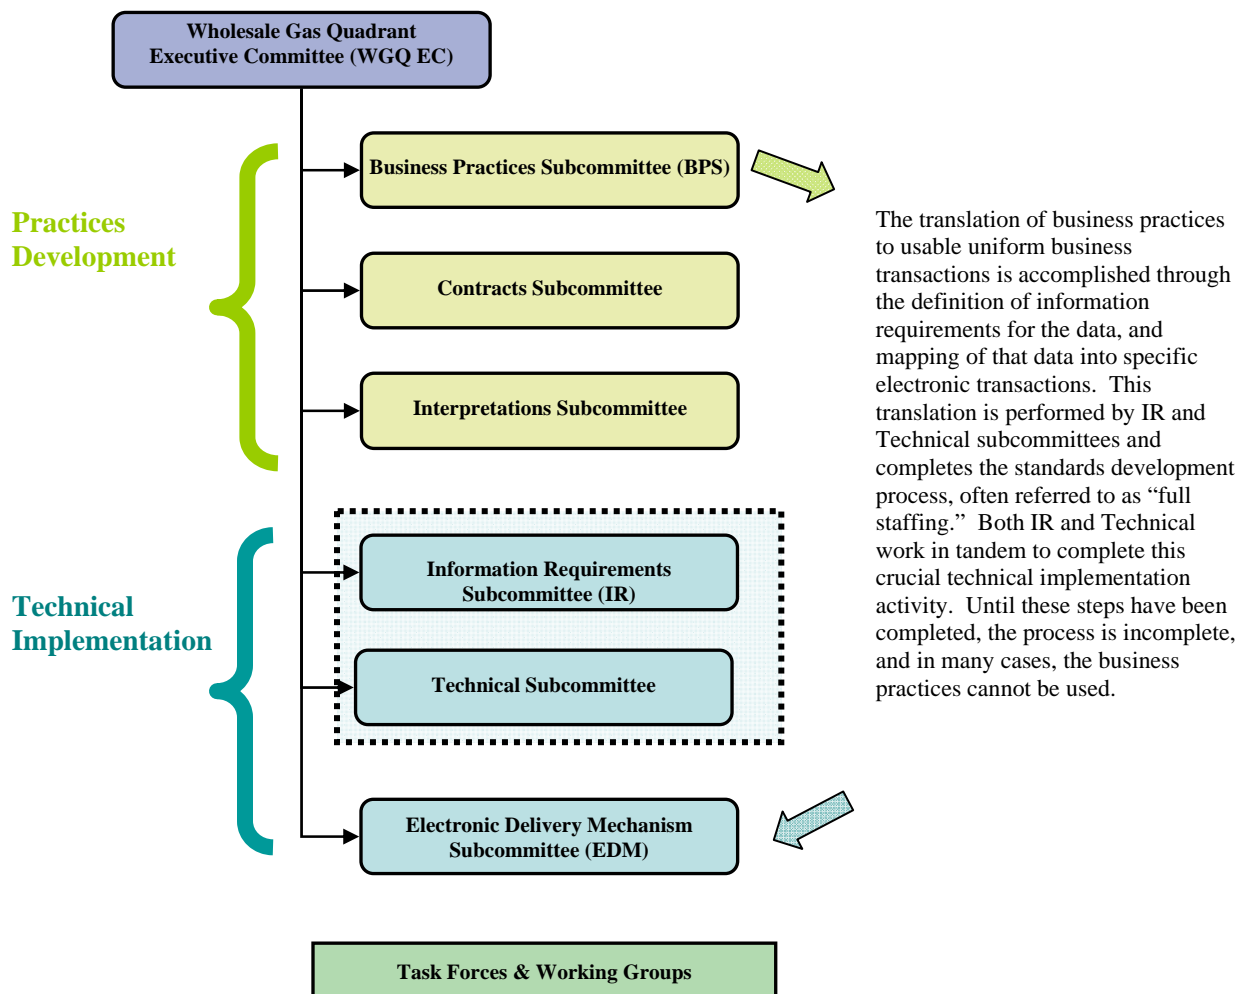 Wholesale Gas Quadrant
Executive Committee (WGQ EC)
Practices
Development
Business Practices Subcommittee (BPS)
Contracts Subcommittee
Interpretations Subcommittee
Technical
Implementation
Information Requirements
Subcommittee (IR)
Technical Subcommittee
Electronic Delivery Mechanism
Subcommittee (EDM)
Task Forces & Working Groups
The translation of business practices
to usable uniform business
transactions is accomplished through
the definition of information
requirements for the data, and
mapping of that data into specific
electronic transactions.  This
translation is performed by IR and
Technical subcommittees and
completes the standards development
process, often referred to as “full
staffing.”  Both IR and Technical
work in tandem to complete this
crucial technical implementation
activity.  Until these steps have been
completed, the process is incomplete,
and in many cases, the business
practices cannot be used.